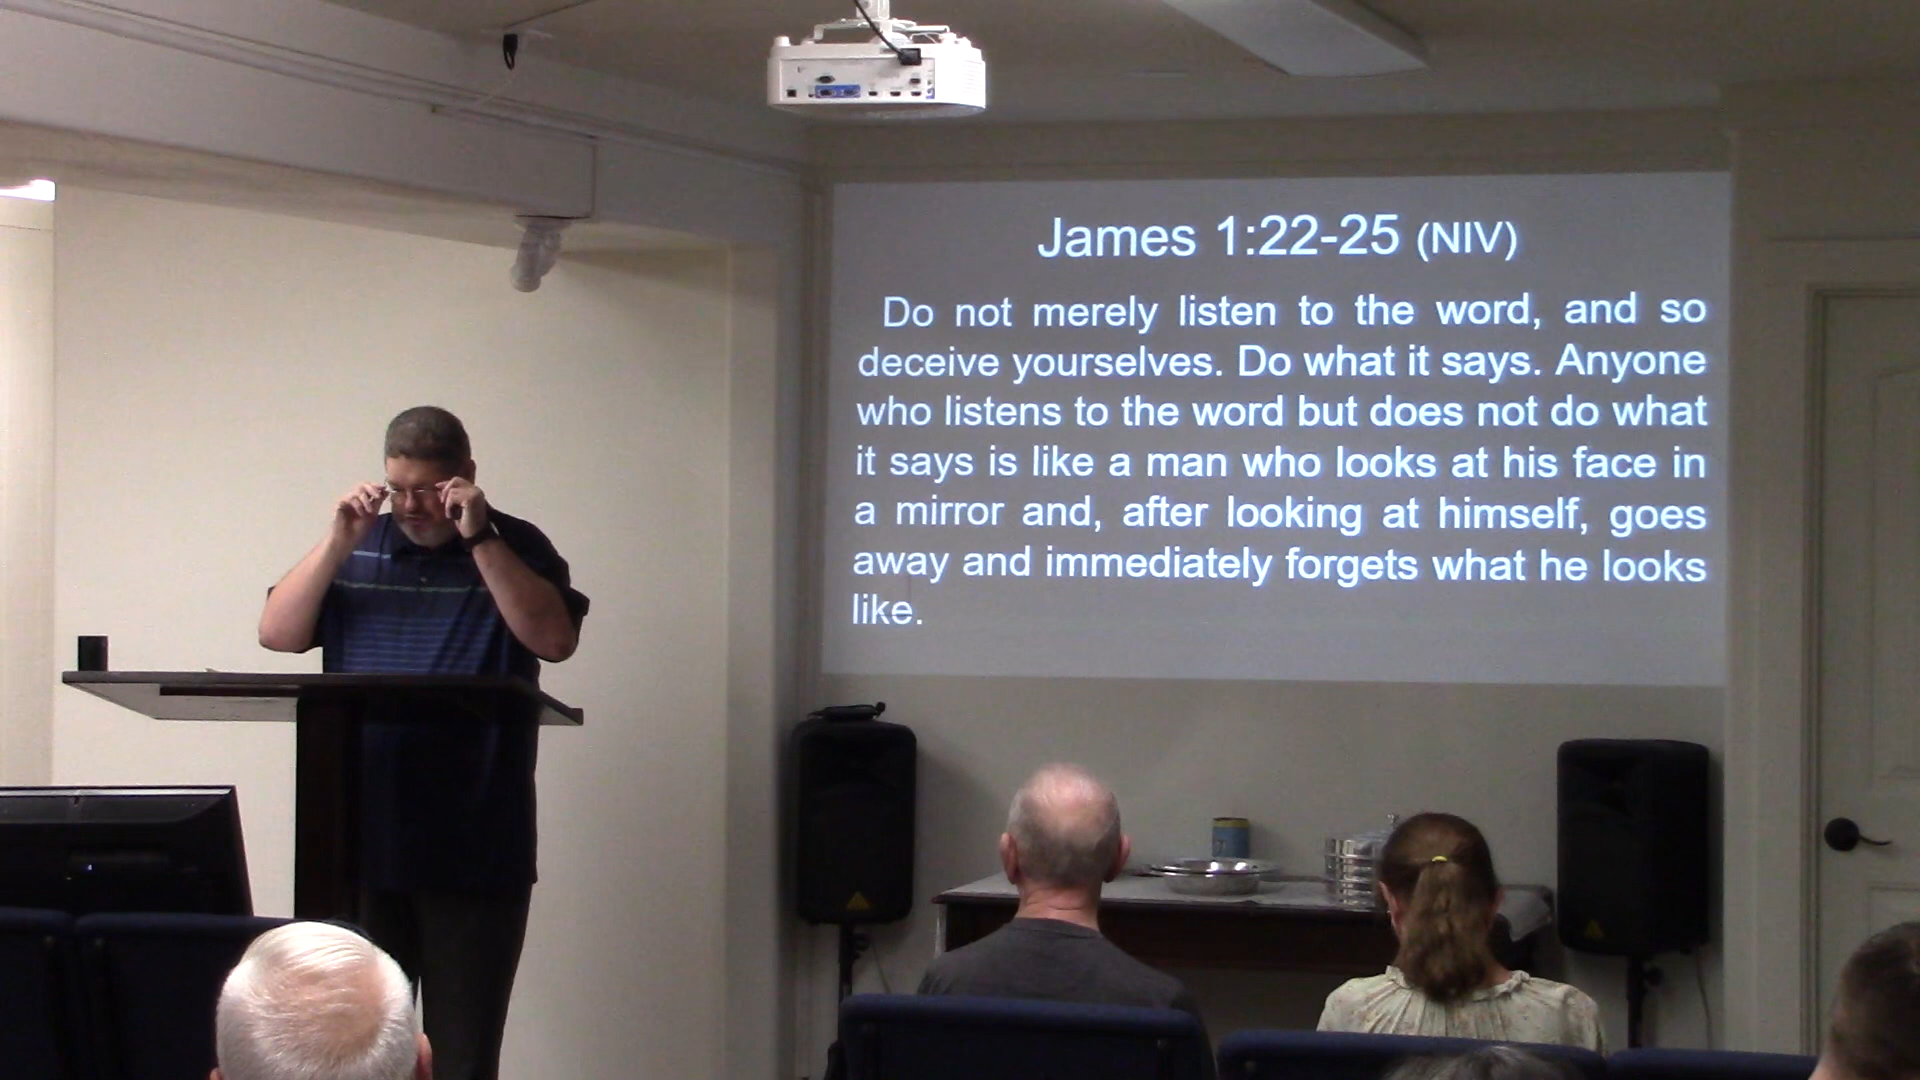 James 1:22-25 (NIV)
Do not merely listen to the word, and so
deceive yourselves. Do what it says. Anyone
who listens to the word but does not do what
it says is like a man who looks at his face in
a mirror and, after looking at himself, goes
away and immediately forgets what he looks
like.